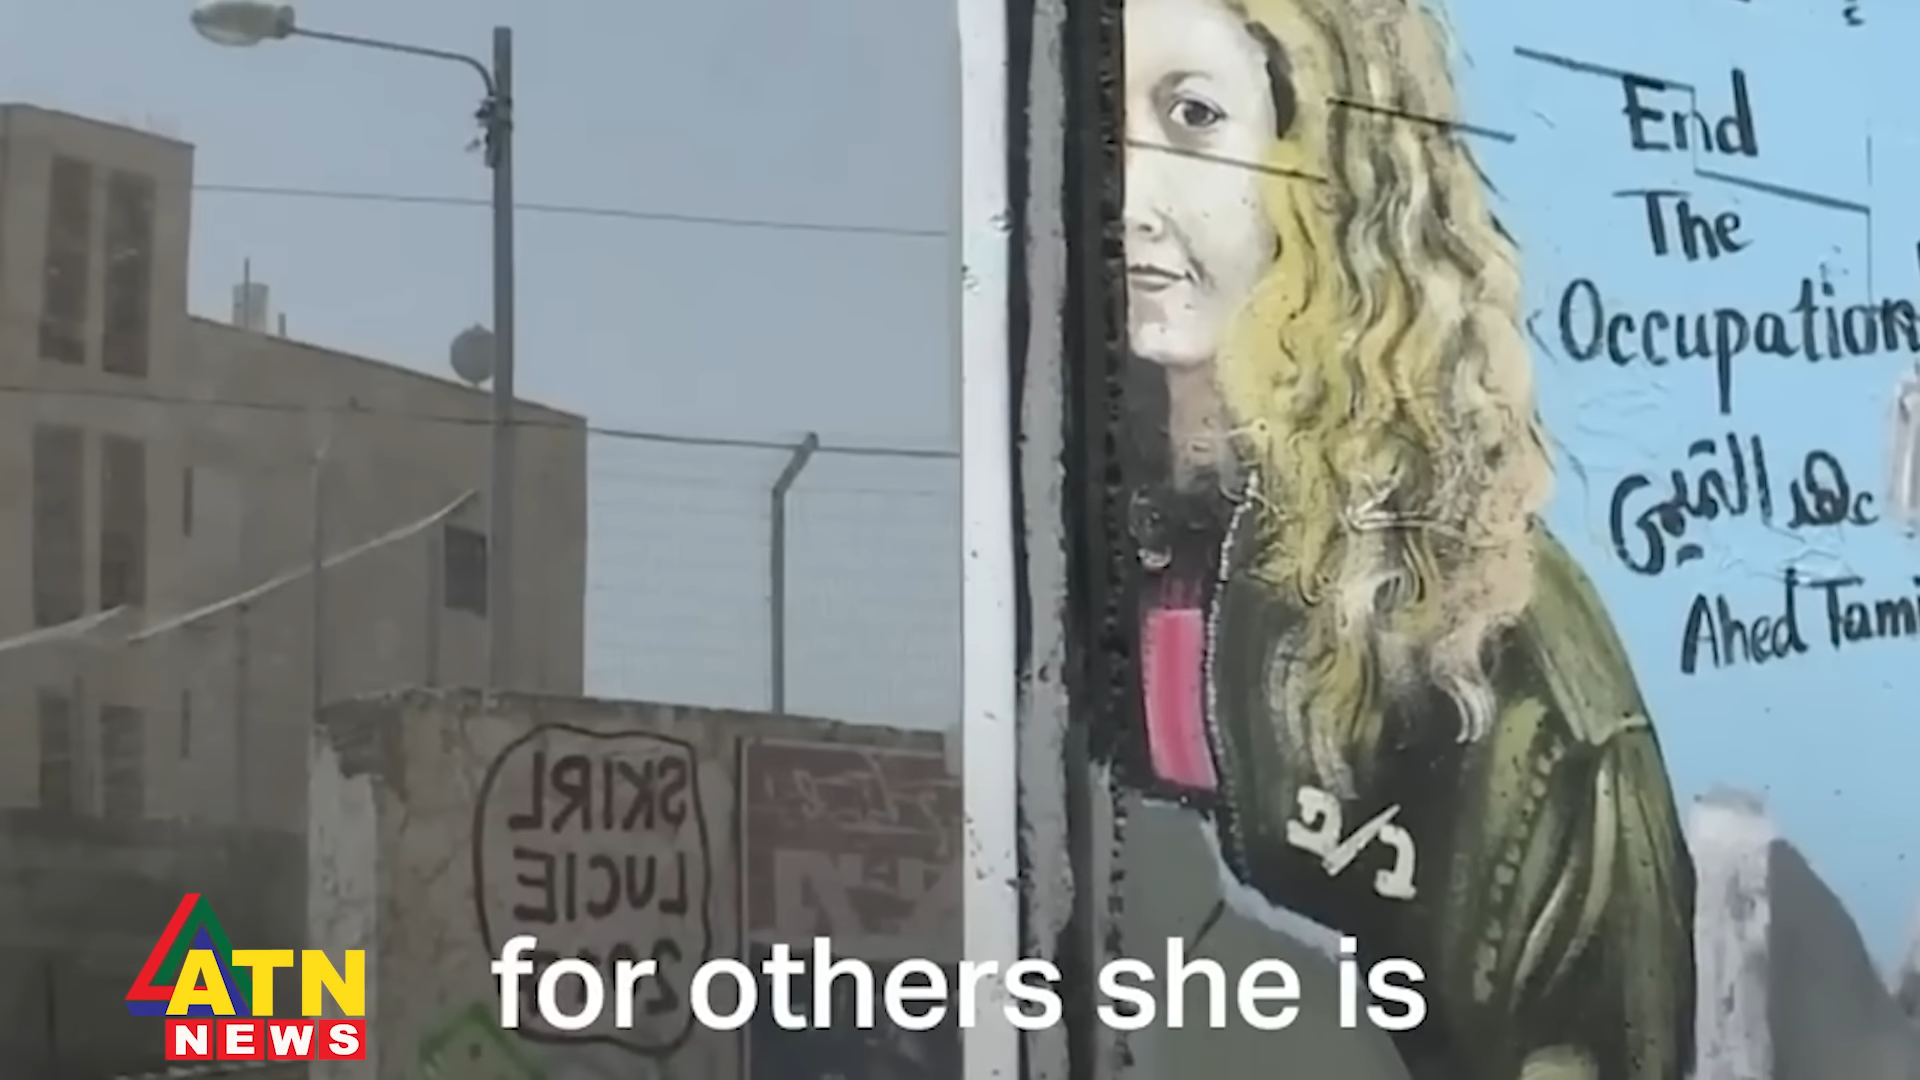 End
The
Occupation
عهد التميمي
Ahed Tami
SKIRL
LUCIE
for others she is
ATN
NEWS